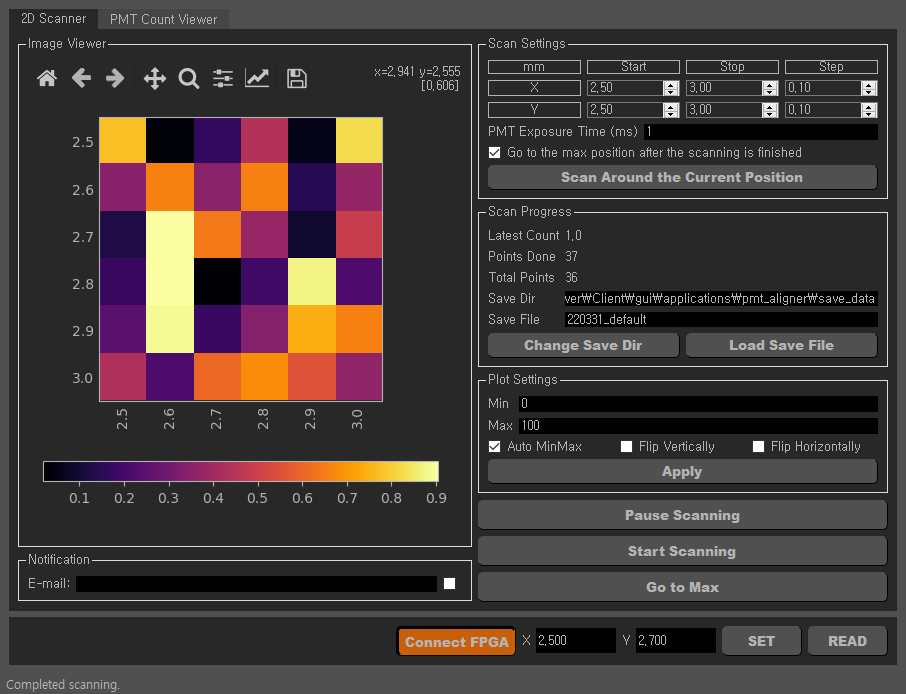 2D Scanner PMT Count Viewer
Image Viewer
x=2,941 y=2,555
[0,606]
2.5
2.6
2.7
2.8
2.9
3.0
2.5 2.6 2.7 2.8 2.9 3.0
0.1 0.2 0.3 0.4 0.5 0.6 0.7 0.8 0.9
Notification
E-mail:
Scan Settings
mm Start Stop Step
X 2,50 3,00 0,10
Y 2,50 3,00 0,10
PMT Exposure Time (ms) 1
Go to the max position after the scanning is finished
Scan Around the Current Position
Scan Progress
Latest Count 1,0
Points Done 37
Total Points 36
Save Dir ver₩Client₩gui₩applications₩pmt_aligner₩save_data
Save File 220331_default
Change Save Dir Load Save File
Plot Settings
Min 0
Max 100
Auto MinMax Flip Vertically Flip Horizontally
Apply
Pause Scanning
Start Scanning
Go to Max
Connect FPGA X 2,500 Y 2,700 SET READ
Completed scanning.